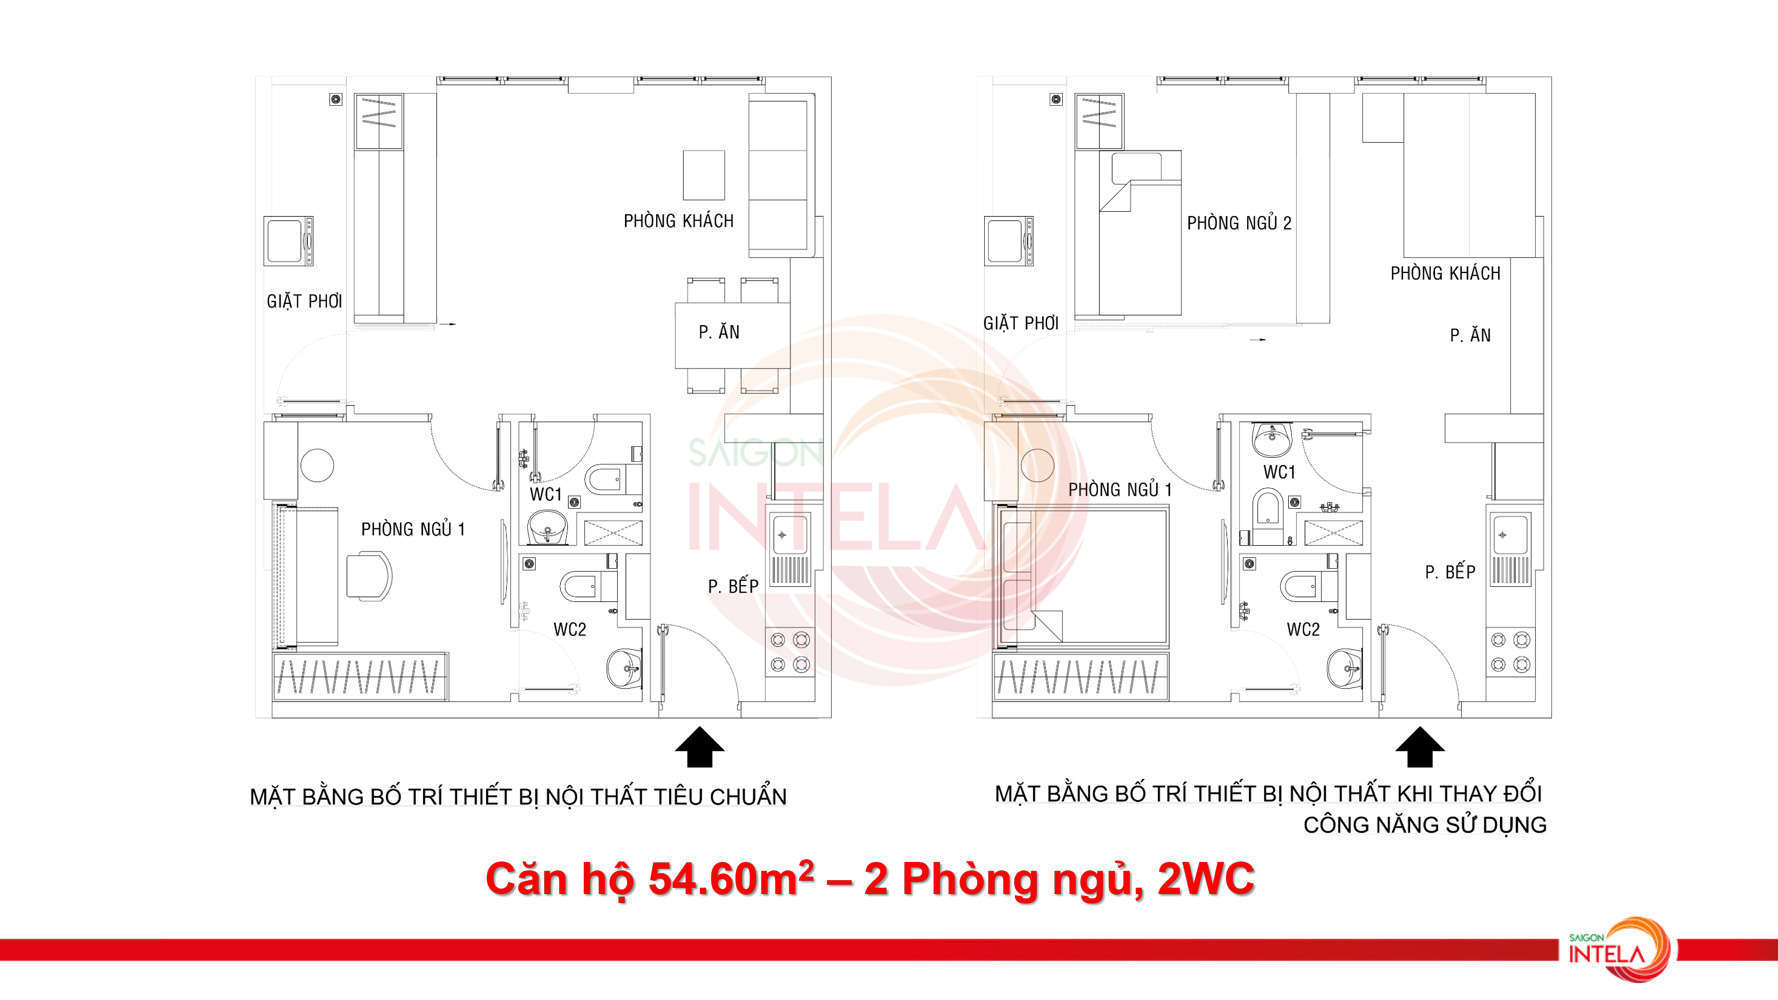 PHÒNG KHÁCH
GIẶT PHƠI
P. ĂN
WC1
PHÒNG NGỦ 1
P. BẾP
WC2
MẶT BẰNG BỐ TRÍ THIẾT BỊ NỘI THẤT TIÊU CHUẨN
PHÒNG NGỦ 2
PHÒNG KHÁCH
GIẶT PHƠI
P. ĂN
WC1
PHÒNG NGỦ 1
P. BẾP
WC2
MẶT BẰNG BỐ TRÍ THIẾT BỊ NỘI THẤT KHI THAY ĐỔI
CÔNG NĂNG SỬ DỤNG
SAIGON
INTELA
Căn hộ 54.60m² – 2 Phòng ngủ, 2WC
SAIGON
INTELA